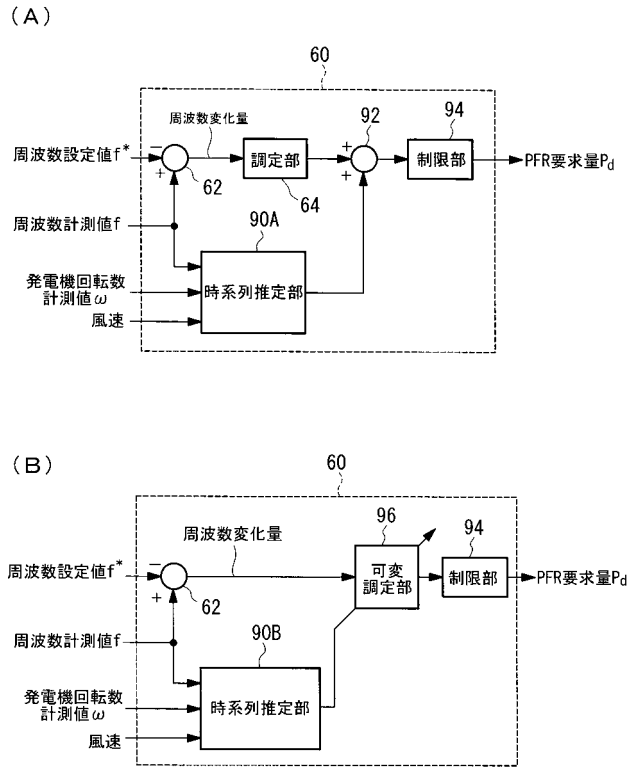 (A)
60
周波数変化量
92
94
周波数設定値f*
−
+
62
調定部
64
+
+
制限部
PFR要求量Pd
周波数計測値f
90A
発電機回転数
計測値ω
風速
時系列推定部
(B)
60
周波数変化量
96
94
周波数設定値f*
−
+
62
可変
調定部
制限部
PFR要求量Pd
周波数計測値f
90B
発電機回転数
計測値ω
風速
時系列推定部